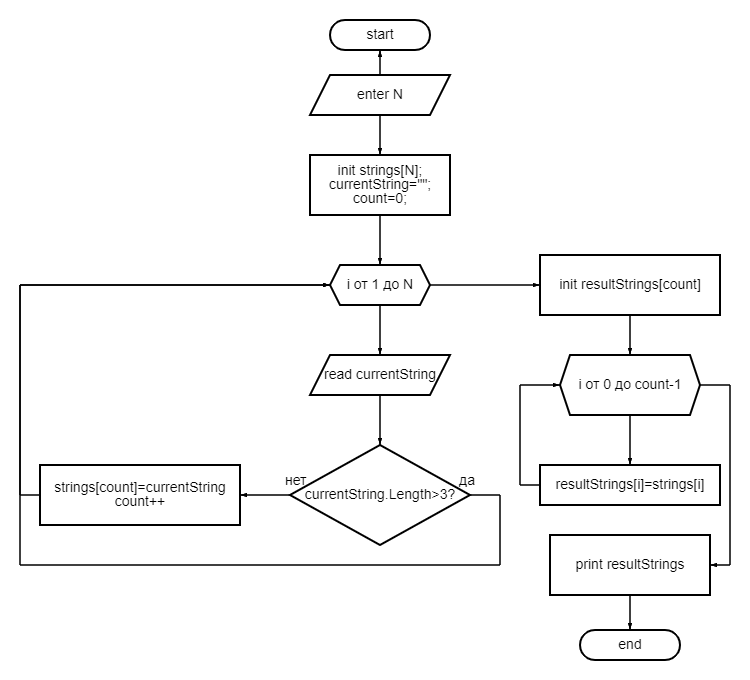 start
enter N
init strings[N];
currentString="";
count=0;
i от 1 до N
init resultStrings[count]
read currentString
i от 0 до count-1
нет
да
currentString.Length>3?
strings[count]=currentString
count++
resultStrings[i]=strings[i]
print resultStrings
end